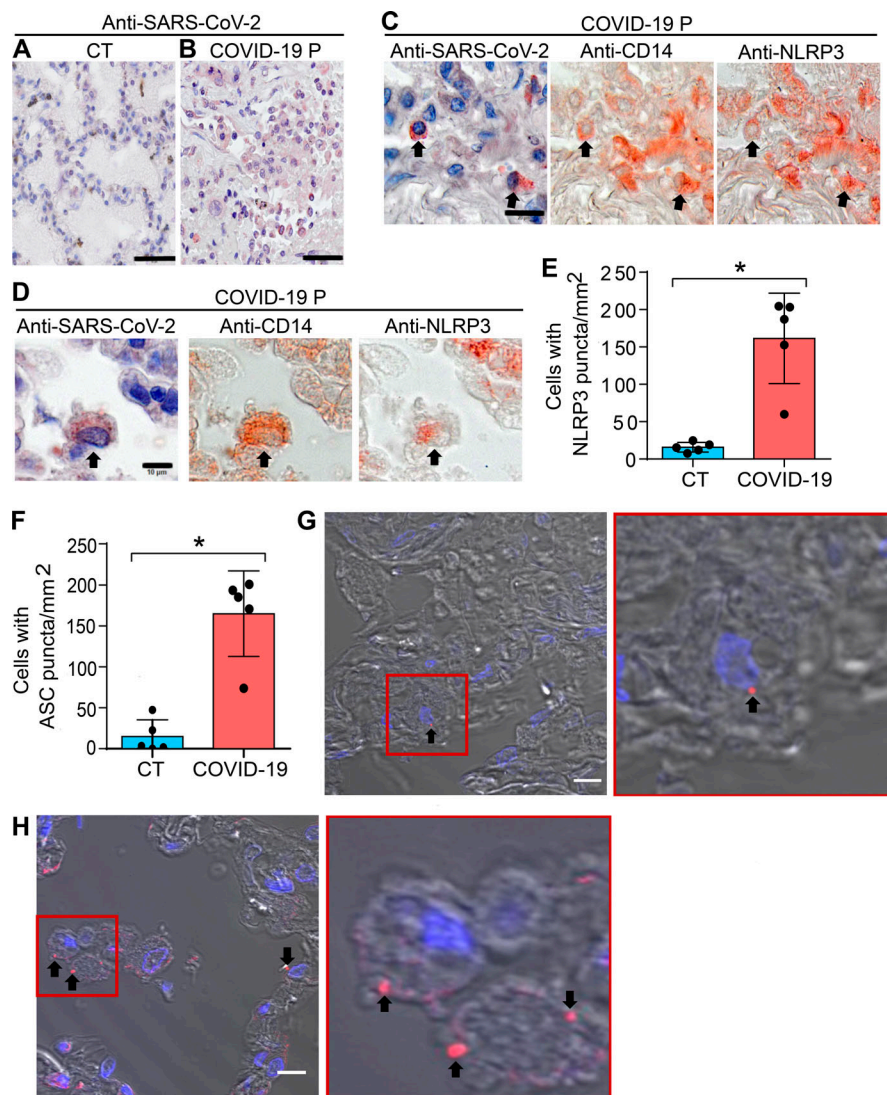 Anti-SARS-CoV-2
A CT
B COVID-19 P
C COVID-19 P
Anti-SARS-CoV-2 Anti-CD14 Anti-NLRP3
D COVID-19 P
Anti-SARS-CoV-2 Anti-CD14 Anti-NLRP3
10 µm
E
Cells with
NLRP3 puncta/mm2
250
200
150
100
50
0
*
CT COVID-19
F
Cells with
ASC puncta/mm2
250
200
150
100
50
0
*
CT COVID-19
G
H